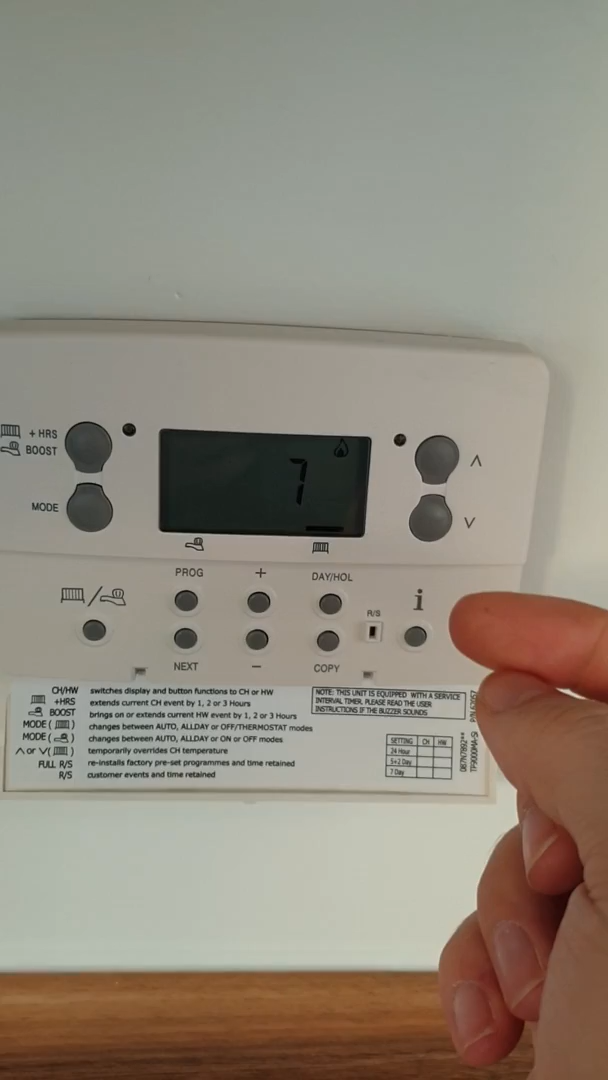 + HRS
BOOST
MODE
7
PROG
+
DAY/HOL
i
R/S
NEXT
-
COPY
CH/HW switches display and button functions to CH or HW
+HRS extends current CH event by 1, 2 or 3 Hours
BOOST brings on or extends current HW event by 1, 2 or 3 Hours
MODE ( ) changes between AUTO, ALLDAY or OFF/THERMOSTAT modes
MODE ( ) changes between AUTO, ALLDAY or ON or OFF modes
∧ or ∨( ) temporarily overrides CH temperature
FULL R/S re-installs factory pre-set programmes and time retained
R/S customer events and time retained
NOTE: THIS UNIT IS EQUIPPED WITH A SERVICE
INTERVAL TIMER. PLEASE READ THE USER
INSTRUCTIONS IF THE BUZZER SOUNDS
SETTING CH HW
24 Hour
5+2 Day
7 Day